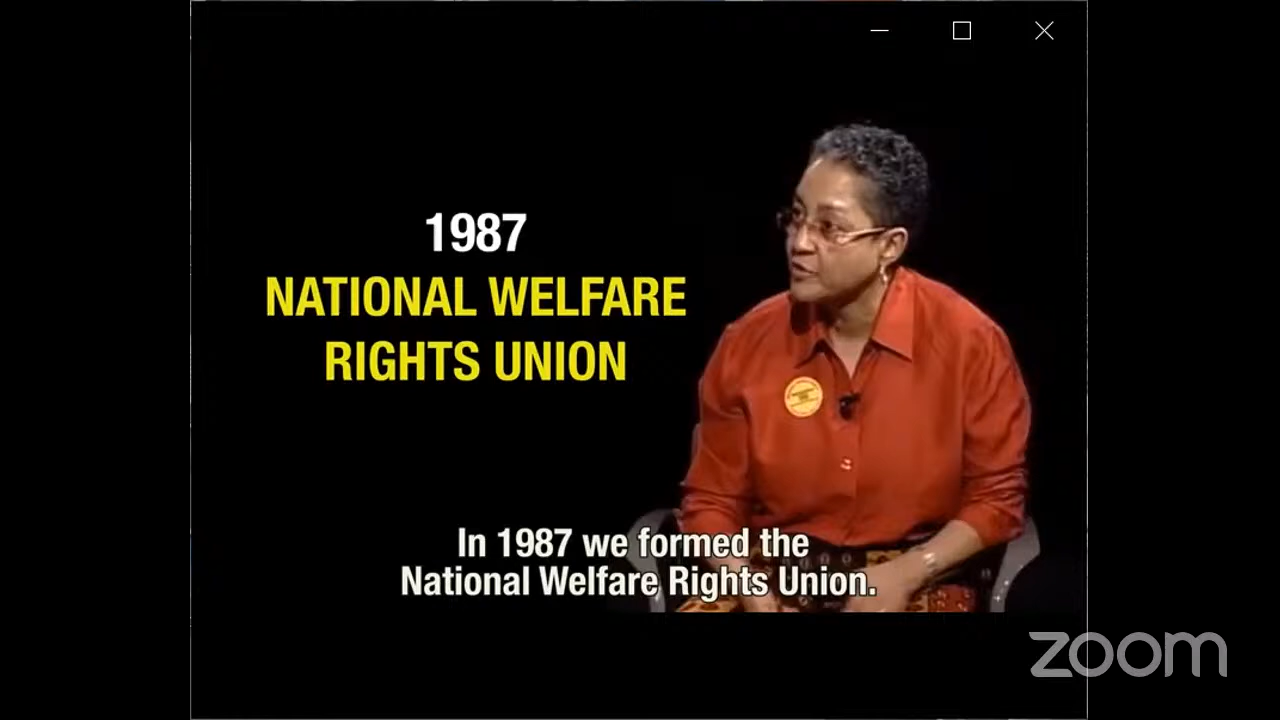 1987
NATIONAL WELFARE
RIGHTS UNION
In 1987 we formed the
National Welfare Rights Union.
zoom